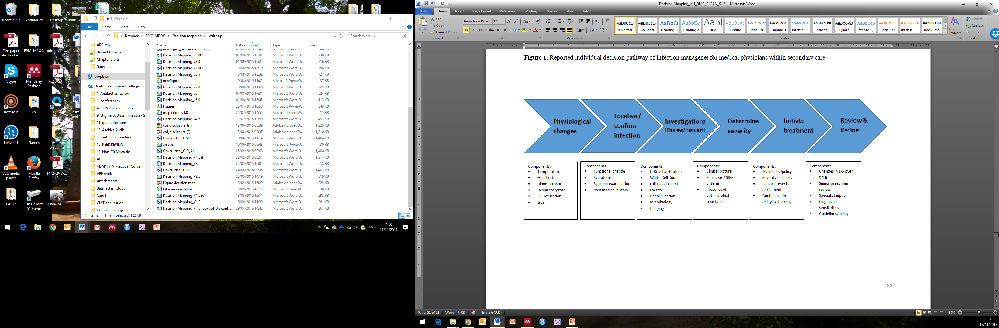 Recycle Bin
Antibiotics
Desktop
barn-w...
Tim paper
electroche...
EPIC IMPOC
primary-se...
Slov
Skype
Mendeley
Desktop
1-s2.0-S01...
fa
BestDose
CV
Quik
Jasmi
Sept 1
NVivo 11
Games
Holly
wedding
VLC media
player
Mozilla
Firefox
1472-6947-...
PACES
HP Deskjet
1510 series
20604254_1...
Write up
File Home Share View
Dropbox > EPIC IMPOC > Decision mapping > Write up
Search Write up
ARC talk
Barnett Christie
Chapter drafts
Runs
Dropbox
OneDrive - Imperial College Lon
1. Antibiotics review
1. conferences
4. Dr Pozniak Rifabutin
9. Stigma & Discrimination - S
11. graft infections
12. Ascities Audit
15. antibiotic teaching
16. PEER REVIEW
17. Non-TB Myco dx
ACF
ADAPT5_A_Practical_Guide
AFP work
Attachments
Beta lactam study
Cardiff
CMT application
Completed projects
Name Date modified Type Size
newfigure_Decision mapping ec 01/09/2016 23:46 Microsoft PowerP... 40 KB
Decision Mapping_v8.0EC 01/09/2016 18:44 Microsoft Word D... 730 KB
Decision Mapping_v8.0 01/09/2016 16:24 Microsoft Word D... 716 KB
Decision Mapping_v7.0EC 19/08/2016 13:10 Microsoft Word D... 756 KB
Decision Mapping_v6.5 15/08/2016 13:32 Microsoft Word D... 721 KB
newfigure 10/08/2016 11:02 Microsoft PowerP... 37 KB
Decision Mapping_v7.0 10/08/2016 11:00 Microsoft Word D... 725 KB
Decision Mapping_v6 04/08/2016 17:31 Microsoft Word D... 624 KB
Decision Mapping_v5.0 01/08/2016 15:45 Microsoft Word D... 113 KB
Figures 26/07/2016 10:58 Microsoft PowerP... 345 KB
map code _v1.0 25/07/2016 14:55 Microsoft Excel W... 15 KB
Decision Mapping_v4.2 11/07/2016 12:59 Microsoft Word D... 491 KB
coi_disclosure_tmr 13/06/2016 08:39 Adobe Acrobat D... 1,225 KB
coi_disclosure (2) 13/06/2016 08:37 Adobe Acrobat D... 1,210 KB
Cover letter_CMI 10/06/2016 11:14 Microsoft Word D... 1,404 KB
arrows 10/06/2016 09:48 Microsoft PowerP... 30 KB
Cover letter_CID_AH 25/05/2016 09:08 Microsoft Word D... 1,404 KB
Decision Mapping_V4.0ah 25/05/2016 08:54 Microsoft Word D... 1,217 KB
Decision Mapping_V3.0 24/05/2016 10:02 Microsoft Word D... 618 KB
Cover letter_CID 24/05/2016 09:36 Microsoft Word D... 1,403 KB
Decision Mapping_V2.0 23/05/2016 14:19 Microsoft Word D... 619 KB
Figure decision map 18/05/2016 16:20 Adobe Acrobat D... 225 KB
Interviewees table 18/05/2016 16:15 Microsoft Excel W... 30 KB
Decision Mapping_V1.0EC 18/05/2016 10:11 Microsoft Word D... 292 KB
Decision Mapping_V1.0 10/05/2016 11:39 Microsoft Word D... 281 KB
Decision Mapping_V1.0 (pg-gsd10's conf... 29/04/2016 14:47 Microsoft Word D... 261 KB
41 items 1 item selected 122 KB
ENG
11:08
17/11/2017
Decision Mapping_v11_BMC_CLEAN_SUB - Microsoft Word
File Home Insert Page Layout References Mailings Review View Add-Ins
Paste
Cut
Copy
Format Painter
Clipboard
Times New Rom 12
Font
Paragraph
¶ Normal
¶ No Spaci...
Heading 1
Heading 2
Title
Subtitle
Subtle Em...
Emphasis
Intense E...
Strong
Quote
Intense Q...
Subtle Ref...
Intense R...
Book Title
Change
Styles
Styles
Find
Replace
Select
Editing
Figure 1. Reported individual decision pathway of infection managenet for medical physicians within secondary care
Physiological
changes
Localise /
confirm
infection
Investigations
[Review/ request]
Determine
severity
Initiate
treatment
Review &
Refine
Components:
• Temperature
• Heart rate
• Blood pressure
• Respiratory rate
• O2 saturation
• GCS
Components:
• Functional change
• Symptoms
• Signs on examination
• Past medical history
Components:
• C-Reactive Protein
• White Cell Count
• Full Blood Count
• Lactate
• Renal Function
• Microbiology
• Imaging
Components:
• Clinical picture
• Sepsis six / SIRS
criteria
• Presence of
antimicrobial
resistance
Components:
• Guidelines/policy
• Severity of illness
• Senior prescriber
agreement
• Confidence in
delaying therapy
Components:
• Changes in 1-5 over
time
• Senior prescriber
review
• Specialist input
• Organisms
sensitivities
• Guidelines/policy
22
Page: 22 of 28 Words: 7,928 English (U.K.) 130%
11:08
17/11/2017